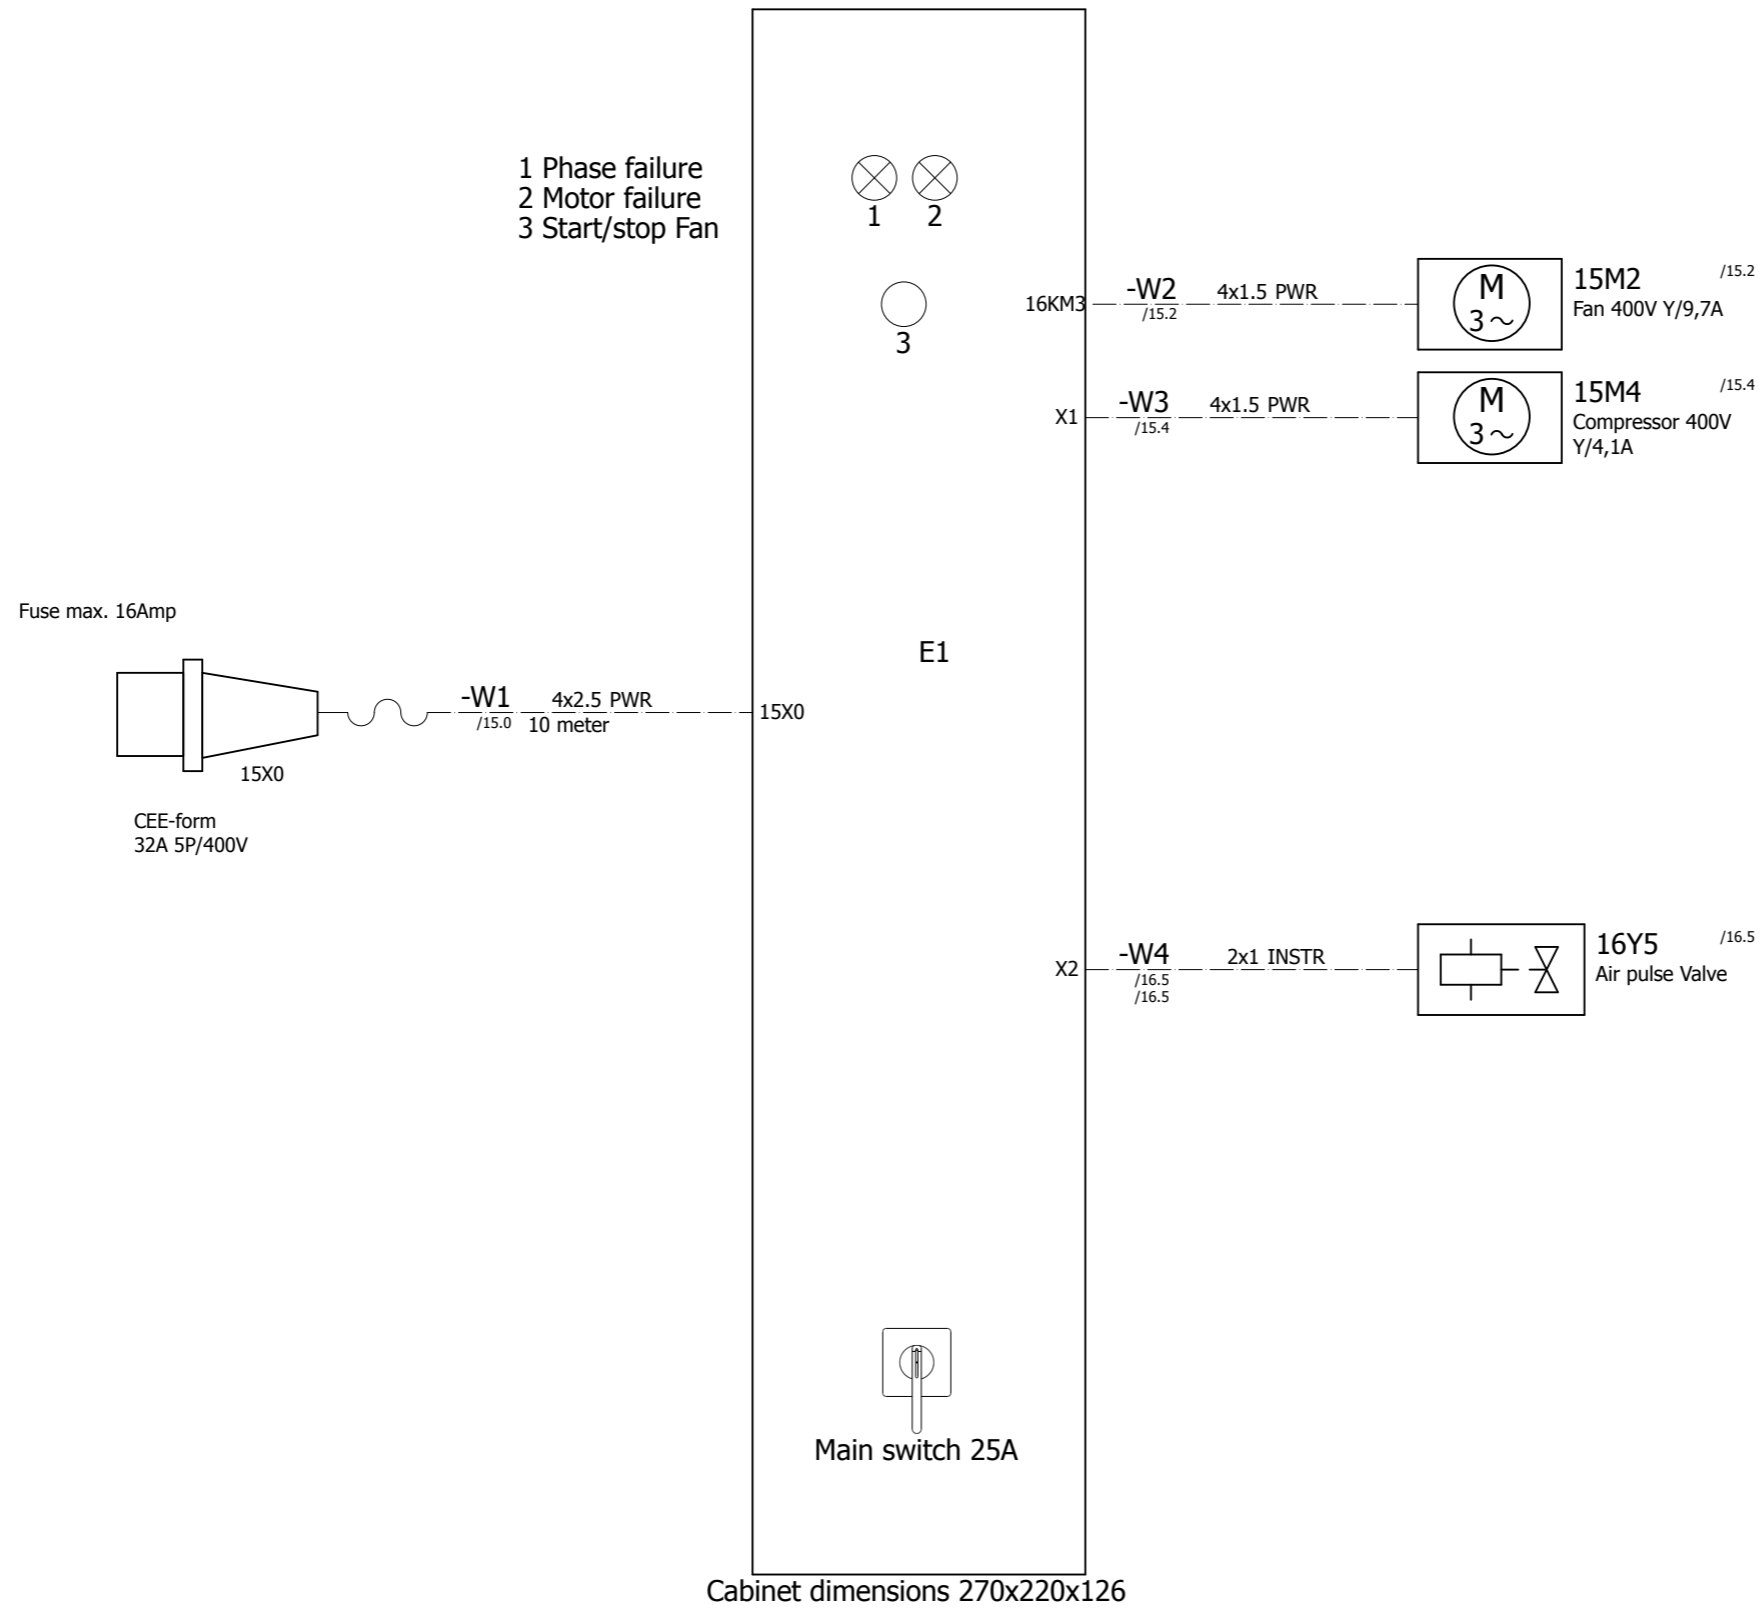 1 Phase failure
2 Motor failure
3 Start/stop Fan
1
2
3
16KM3
-W2
/15.2
4x1.5 PWR
M
3~
15M2
/15.2
Fan 400V Y/9,7A
X1
-W3
/15.4
4x1.5 PWR
M
3~
15M4
/15.4
Compressor 400V
Y/4,1A
Fuse max. 16Amp
E1
-W1
/15.0
4x2.5 PWR
10 meter
15X0
15X0
CEE-form
32A 5P/400V
X2
-W4
/16.5
/16.5
2x1 INSTR
16Y5
/16.5
Air pulse Valve
Main switch 25A
Cabinet dimensions 270x220x126